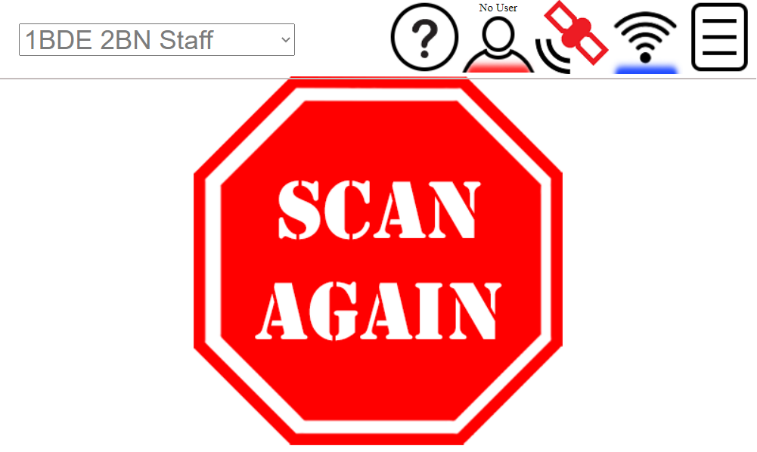 No User
1BDE 2BN Staff
?
SCAN
AGAIN